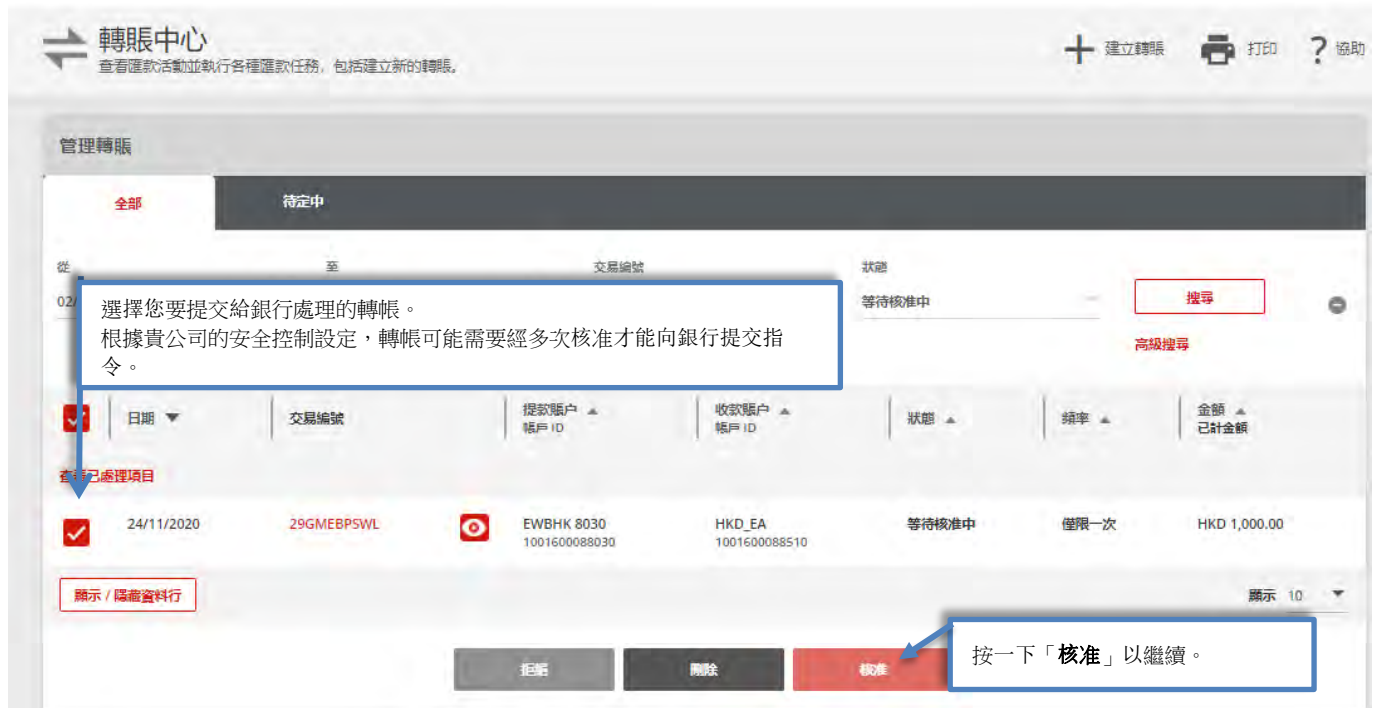 轉賬中心
查看匯款活動並執行各種匯款任務，包括建立新的轉賬。
建立轉賬
打印
? 協助
管理轉賬
全部
待定中
從
至
交易編號
狀態
02/
等待核准中
搜尋
高級搜尋
選擇您要提交給銀行處理的轉帳。
根據貴公司的安全控制設定，轉帳可能需要經多次核准才能向銀行提交指
令。
日期
交易編號
提款賬户
帳戶 ID
收款賬户
帳戶 ID
狀態
頻率
金額
已計金額
查看已處理項目
24/11/2020
29GMEBPSWL
EWBHK 8030
1001600088030
HKD_EA
1001600088510
等待核准中
僅限一次
HKD 1,000.00
顯示 / 隱藏資料行
顯示 10
拒絕
刪除
核准
按一下「核准」以繼續。